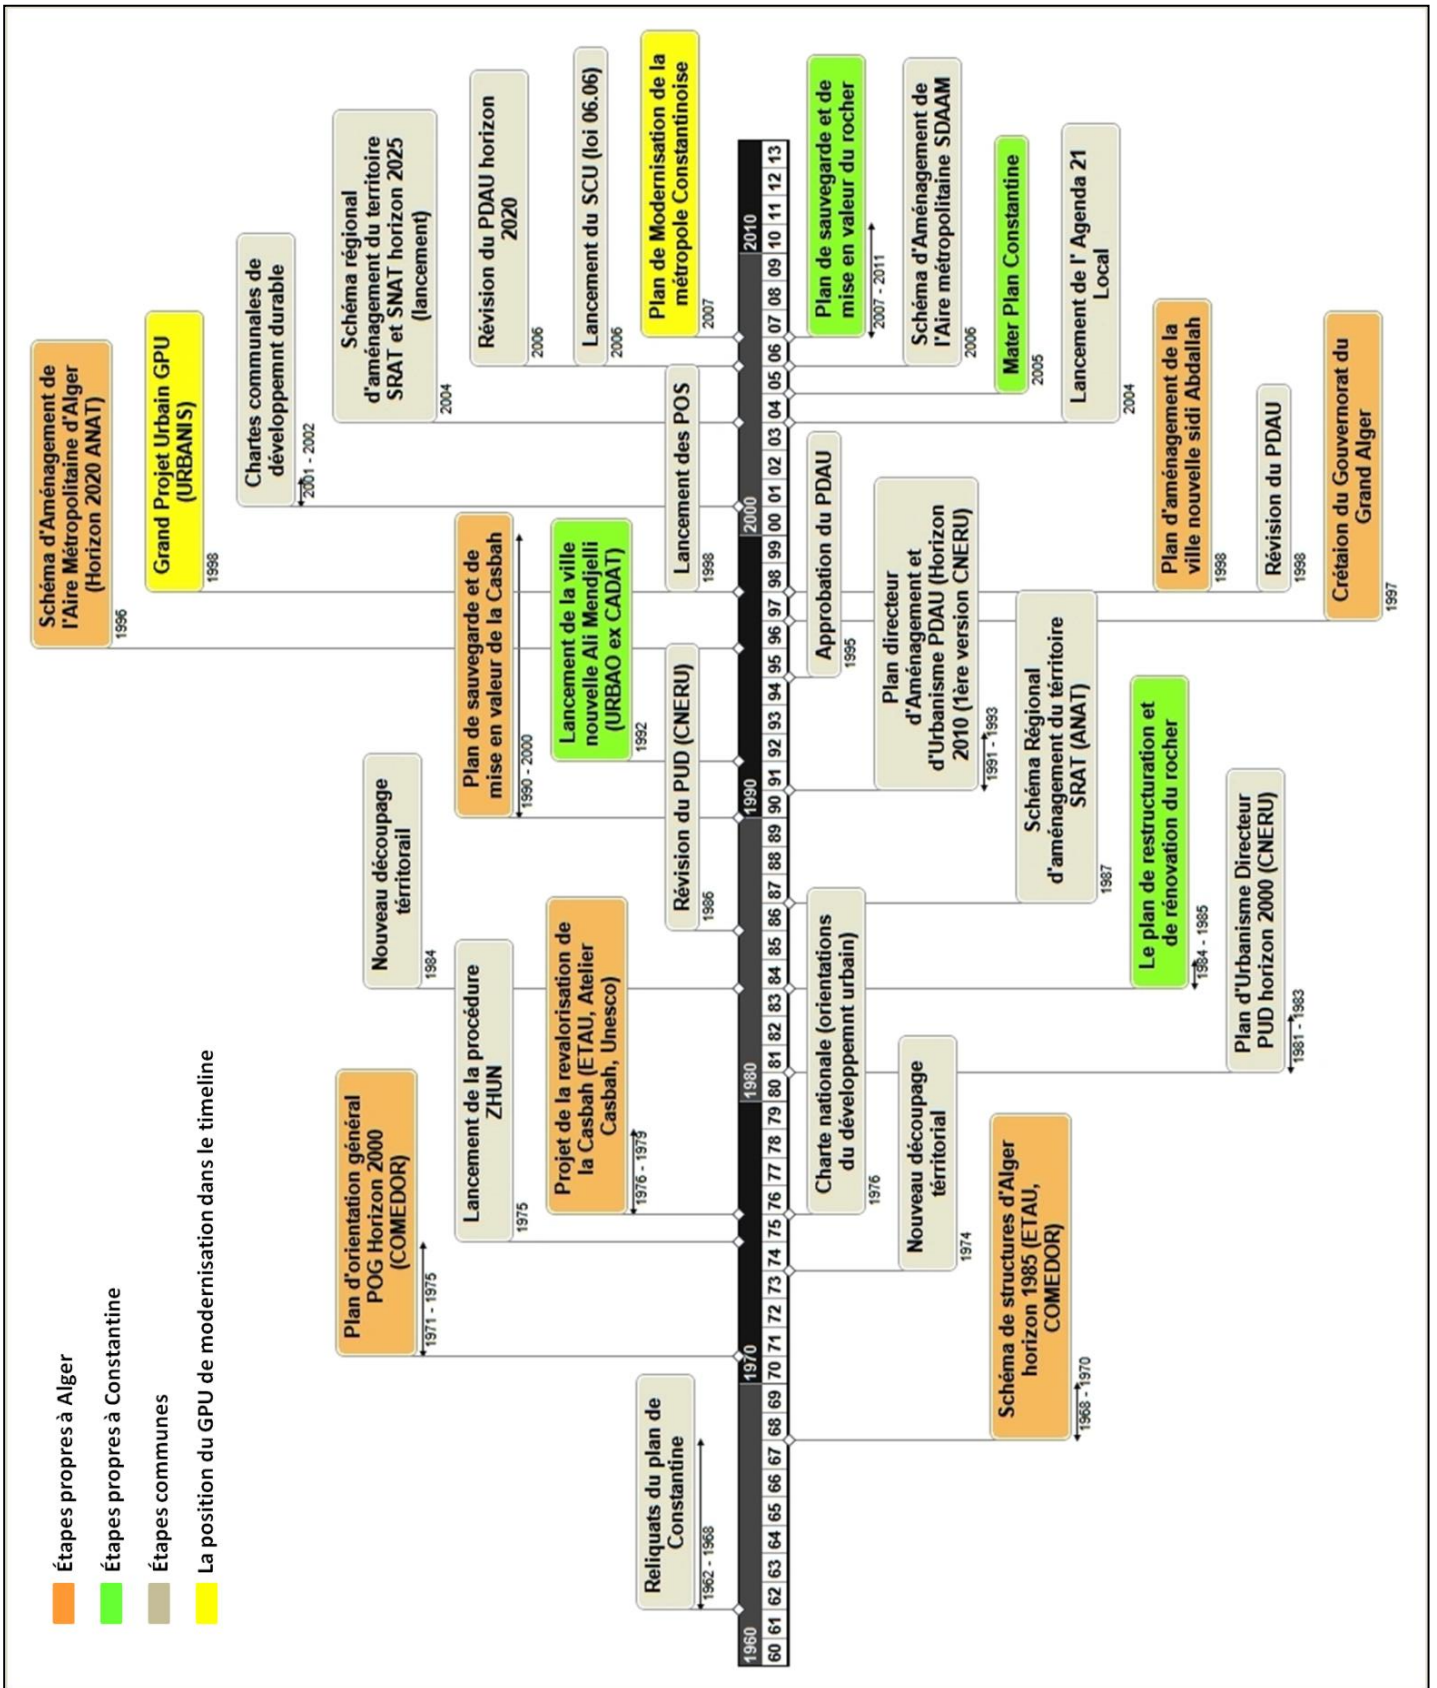 Étapes propres à Alger
Étapes propres à Constantine
Étapes communes
La position du GPU de modernisation dans le timeline
Schéma d'Aménagement de
l'Aire Métropolitaine d'Alger
(Horizon 2020 ANAT)
1996
Grand Projet Urbain GPU
(URBANIS)
1998
Chartes communales de
développemnt durable
2001 - 2002
Schéma régional
d'aménagement du territoire
SRAT et SNAT horizon 2025
(lancement)
2004
Plan d'orientation général
POG Horizon 2000
(COMEDOR)
1971 - 1975
Nouveau découpage
térritorail
1984
Lancement de la procédure
ZHUN
1975
Plan de sauvegarde et de
mise en valeur de la Casbah
1990 - 2000
Révision du PDAU horizon
2020
2006
Projet de la revalorisation de
la Casbah (ETAU, Atelier
Casbah, Unesco)
1976 - 1979
Lancement de la ville
nouvelle Ali Mendjelli
(URBAO ex CADAT)
1992
Lancement du SCU (loi 06.06)
2006
Reliquats du plan de
Constantine
1962 - 1968
Révision du PUD (CNERU)
1986
Lancement des POS
1998
Plan de Modernisation de la
métropole Constantinoise
2007
1960 1970 1980 1990 2000 2010
60 61 62 63 64 65 66 67 68 69 70 71 72 73 74 75 76 77 78 79 80 81 82 83 84 85 86 87 88 89 90 91 92 93 94 95 96 97 98 99 00 01 02 03 04 05 06 07 08 09 10 11 12 13
Charte nationale (orientations
du développemnt urbain)
1976
Approbation du PDAU
1995
Plan de sauvegarde et de
mise en valeur du rocher
2007 - 2011
Nouveau découpage
térritorial
1974
Plan directeur
d'Aménagement et
d'Urbanisme PDAU (Horizon
2010 (1ère version CNERU)
1991 - 1993
Schéma d'Aménagement de
l'Aire métropolitaine SDAAM
2006
Schéma de structures d'Alger
horizon 1985 (ETAU,
COMEDOR)
1968 - 1970
Schéma Régional
d'aménagement du térritoire
SRAT (ANAT)
1987
Mater Plan Constantine
2005
Lancement de l' Agenda 21
Local
2004
Le plan de restructuration et
de rénovation du rocher
1984 - 1985
Plan d'aménagement de la
ville nouvelle sidi Abdallah
1998
Plan d'Urbanisme Directeur
PUD horizon 2000 (CNERU)
1981 - 1983
Révision du PDAU
1998
Crétaion du Gouvernorat du
Grand Alger
1997